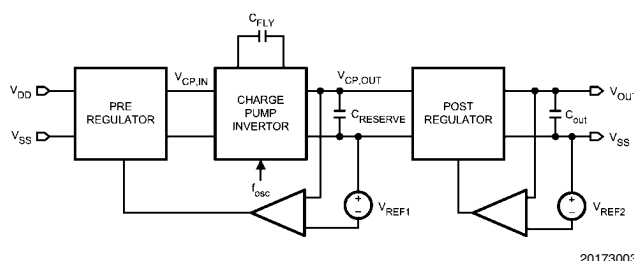 C_FLY
V_DD
V_SS
PRE
REGULATOR
V_CP,IN
CHARGE
PUMP
INVERTOR
V_CP,OUT
C_RESERVE
POST
REGULATOR
V_OUT
C_out
V_SS
f_osc
+
−
V_REF1
+
−
V_REF2
20173003